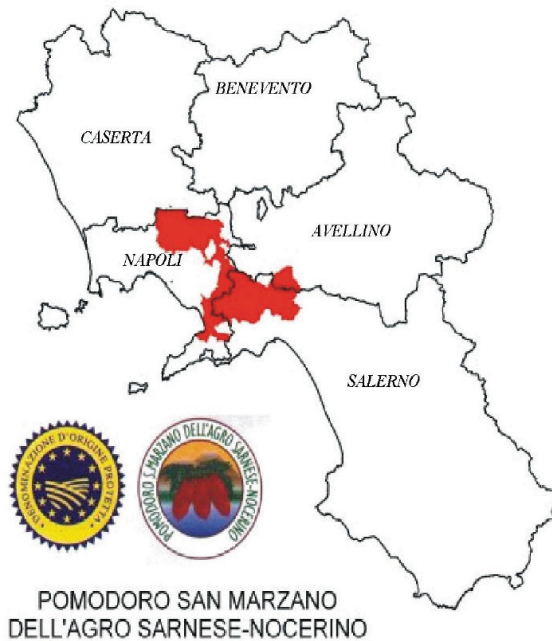 BENEVENTO
CASERTA
AVELLINO
NAPOLI
SALERNO
DENOMINAZIONE D'ORIGINE PROTETTA
POMODORO S.MARZANO DELL'AGRO SARNESE-NOCERINO
POMODORO SAN MARZANO
DELL'AGRO SARNESE-NOCERINO